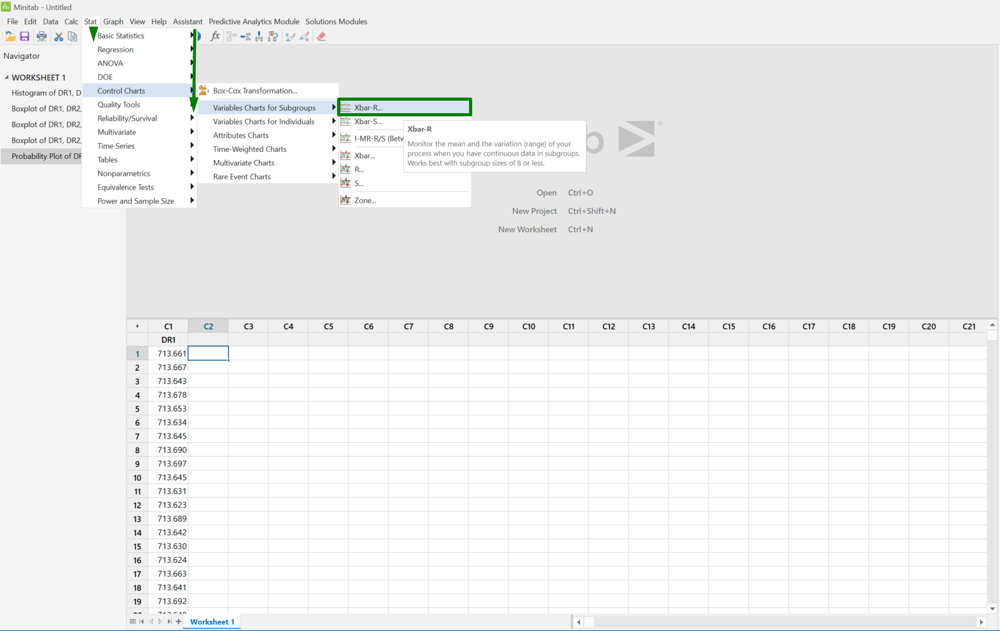 Minitab - Untitled
File Edit Data Calc Stat Graph View Help Assistant Predictive Analytics Module Solutions Modules
fx
Navigator
WORKSHEET 1
Histogram of DR1, D
Boxplot of DR1, DR2,
Boxplot of DR1, DR2,
Boxplot of DR1, DR2,
Probability Plot of DF
Basic Statistics
Regression
ANOVA
DOE
Control Charts
Quality Tools
Reliability/Survival
Multivariate
Time Series
Tables
Nonparametrics
Equivalence Tests
Power and Sample Size
Box-Cox Transformation...
Variables Charts for Subgroups
Variables Charts for Individuals
Attributes Charts
Time-Weighted Charts
Multivariate Charts
Rare Event Charts
Xbar-R...
Xbar-S...
I-MR-R/S (Betw
Xbar...
R...
S...
Zone...
Xbar-R
Monitor the mean and the variation (range) of your
process when you have continuous data in subgroups.
Works best with subgroup sizes of 8 or less.
Open Ctrl+O
New Project Ctrl+Shift+N
New Worksheet Ctrl+N
C1 C2 C3 C4 C5 C6 C7 C8 C9 C10 C11 C12 C13 C14 C15 C16 C17 C18 C19 C20 C21
DR1
1 713.661
2 713.667
3 713.643
4 713.678
5 713.653
6 713.634
7 713.645
8 713.690
9 713.697
10 713.645
11 713.631
12 713.623
13 713.689
14 713.642
15 713.630
16 713.624
17 713.663
18 713.641
19 713.692
Worksheet 1